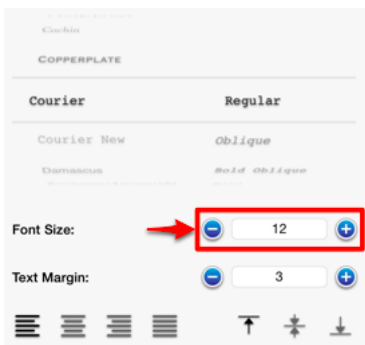 Cochin
COPPERPLATE
Courier Regular
Courier New Oblique
Damascus Bold Oblique
Font Size: 12
Text Margin: 3